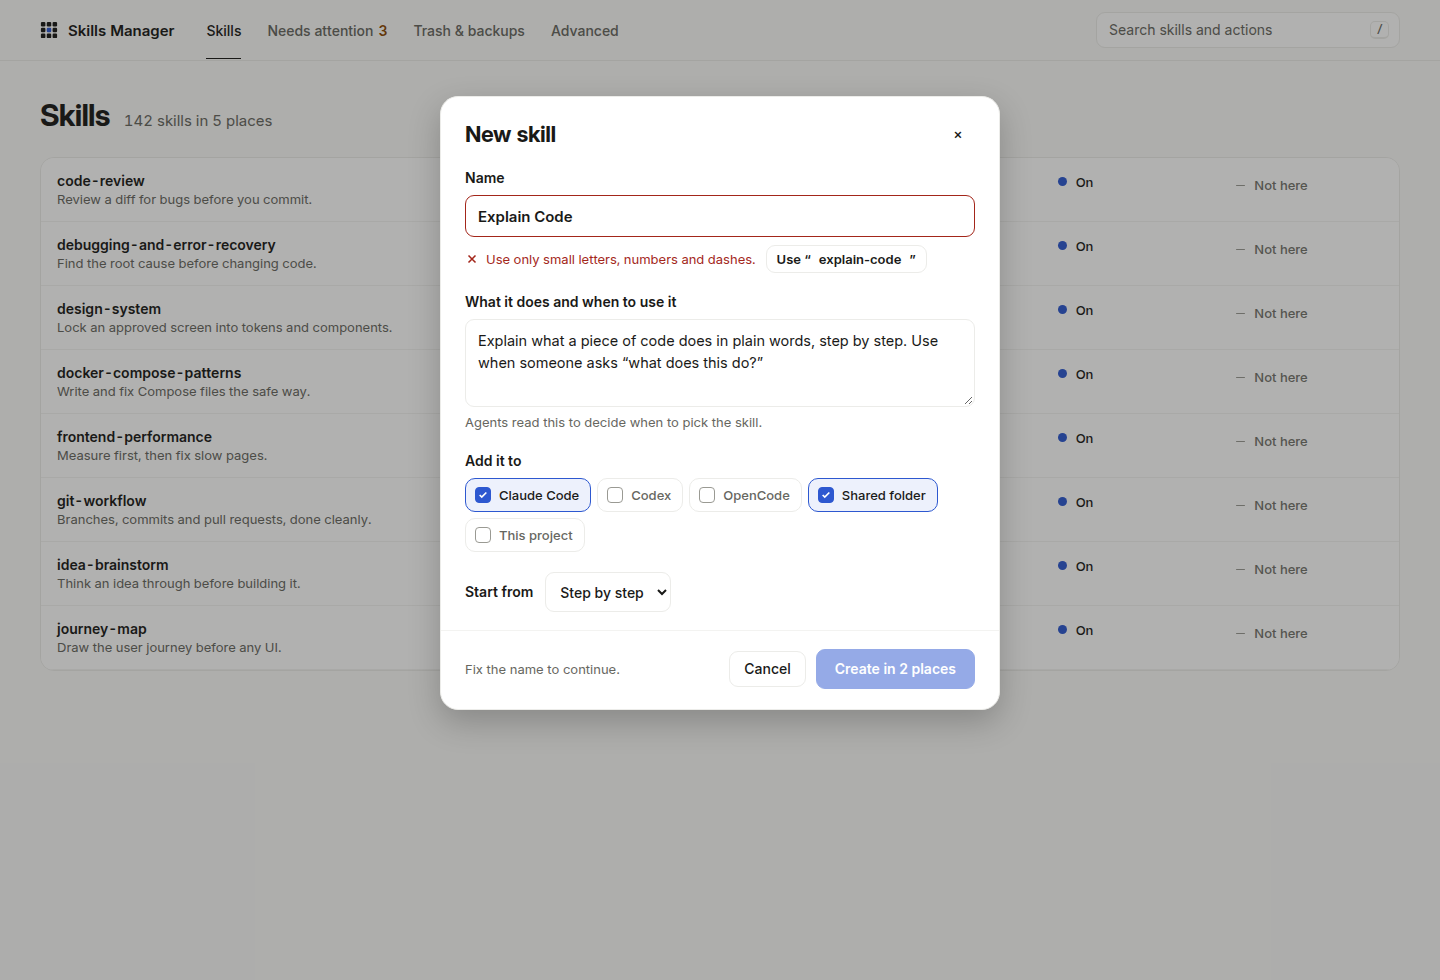 Skills Manager
Skills
Needs attention 3
Trash & backups
Advanced
Search skills and actions
/
Skills
142 skills in 5 places
code-review
Review a diff for bugs before you commit.
On
— Not here
debugging-and-error-recovery
Find the root cause before changing code.
On
— Not here
design-system
Lock an approved screen into tokens and components.
On
— Not here
docker-compose-patterns
Write and fix Compose files the safe way.
On
— Not here
frontend-performance
Measure first, then fix slow pages.
On
— Not here
git-workflow
Branches, commits and pull requests, done cleanly.
On
— Not here
idea-brainstorm
Think an idea through before building it.
On
— Not here
journey-map
Draw the user journey before any UI.
On
— Not here
New skill
×
Name
Explain Code
✕ Use only small letters, numbers and dashes.
Use “ explain-code ”
What it does and when to use it
Explain what a piece of code does in plain words, step by step. Use
when someone asks “what does this do?”
Agents read this to decide when to pick the skill.
Add it to
Claude Code
Codex
OpenCode
Shared folder
This project
Start from
Step by step
Fix the name to continue.
Cancel
Create in 2 places